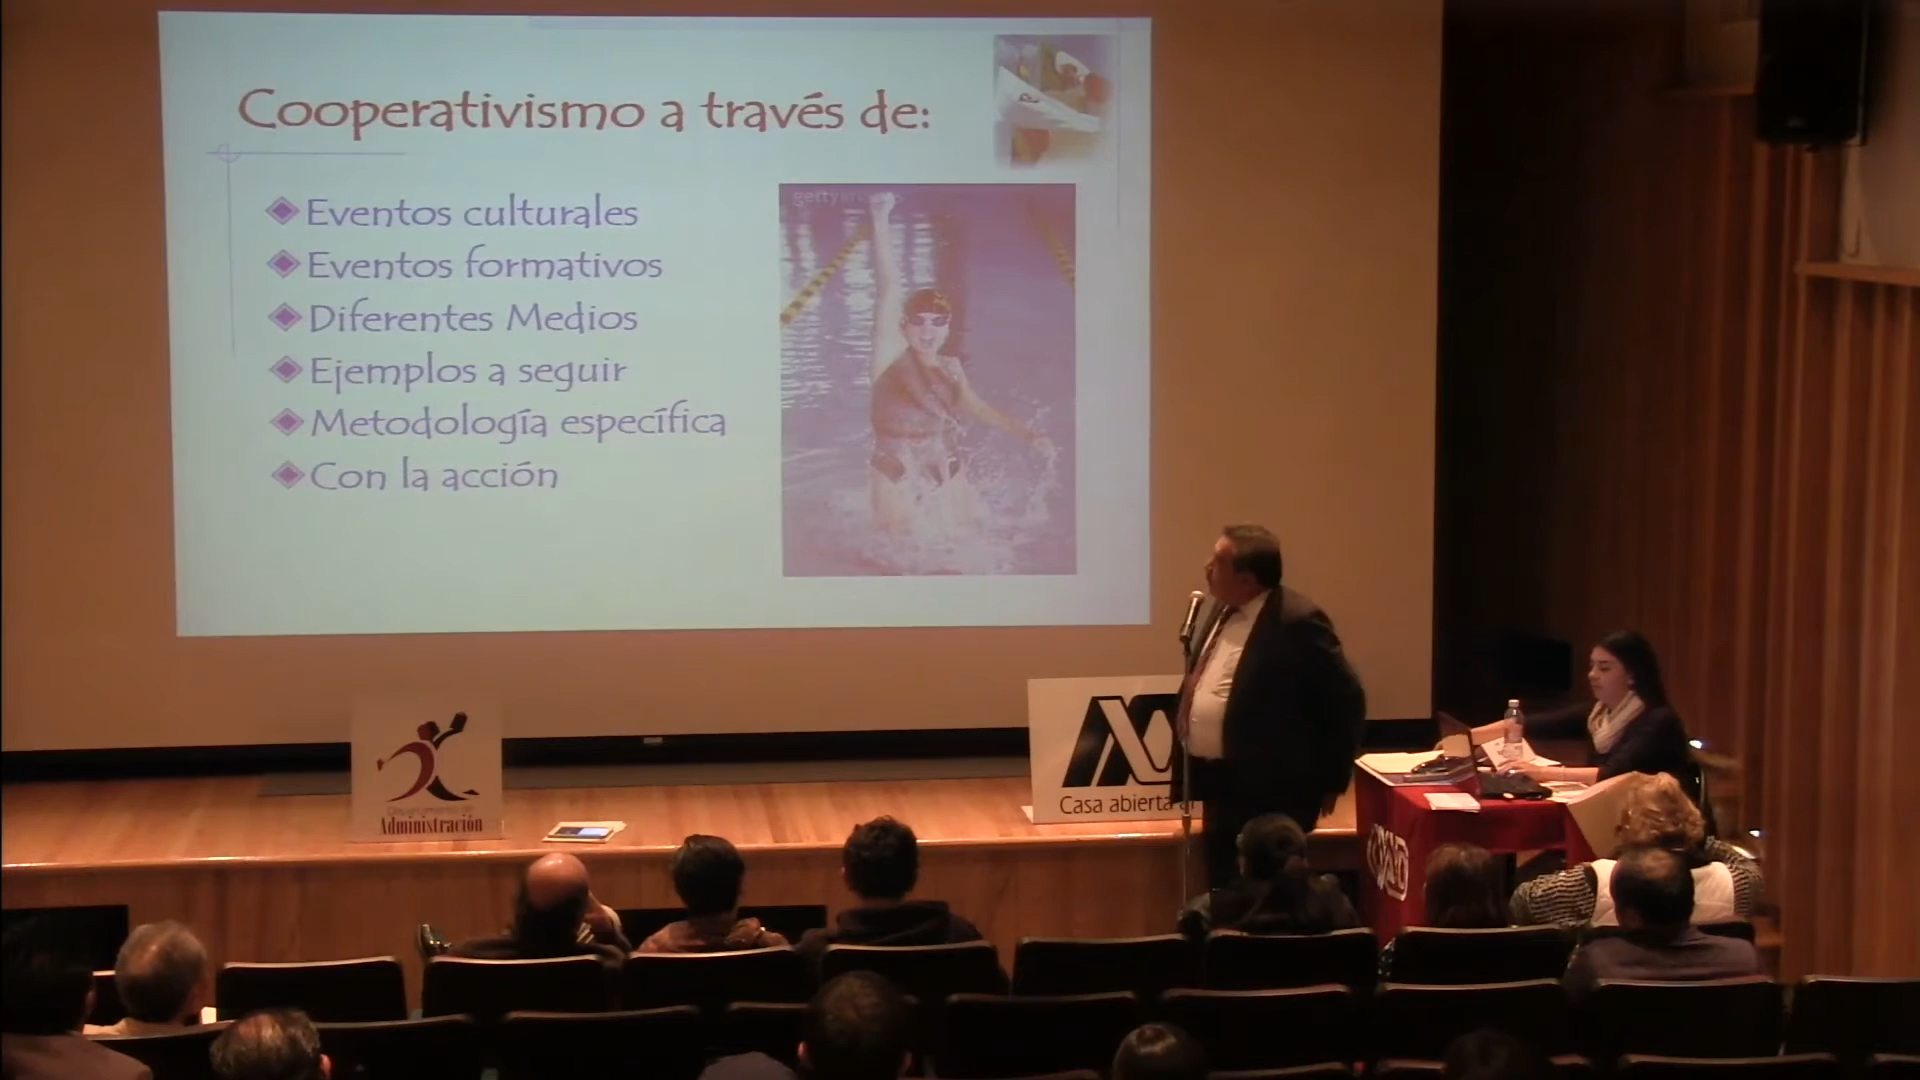 Cooperativismo a través de:
Eventos culturales
Eventos formativos
Diferentes Medios
Ejemplos a seguir
Metodología específica
Con la acción
Administración
Casa abierta al